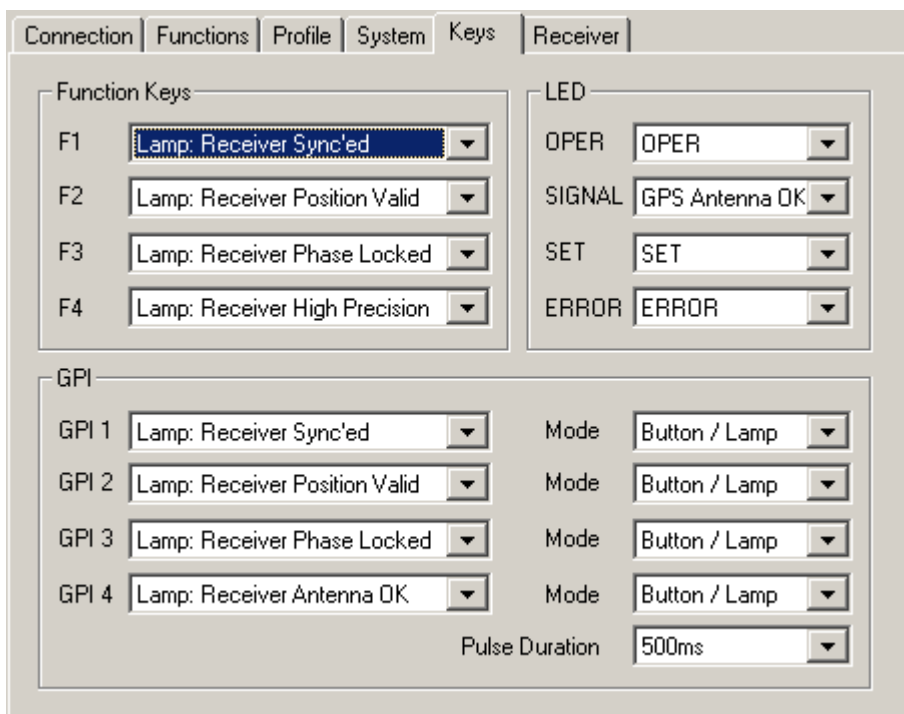 Connection Functions Profile System Keys Receiver
Function Keys
F1 Lamp: Receiver Sync'ed
F2 Lamp: Receiver Position Valid
F3 Lamp: Receiver Phase Locked
F4 Lamp: Receiver High Precision
LED
OPER OPER
SIGNAL GPS Antenna OK
SET SET
ERROR ERROR
GPI
GPI 1 Lamp: Receiver Sync'ed Mode Button / Lamp
GPI 2 Lamp: Receiver Position Valid Mode Button / Lamp
GPI 3 Lamp: Receiver Phase Locked Mode Button / Lamp
GPI 4 Lamp: Receiver Antenna OK Mode Button / Lamp
Pulse Duration 500ms